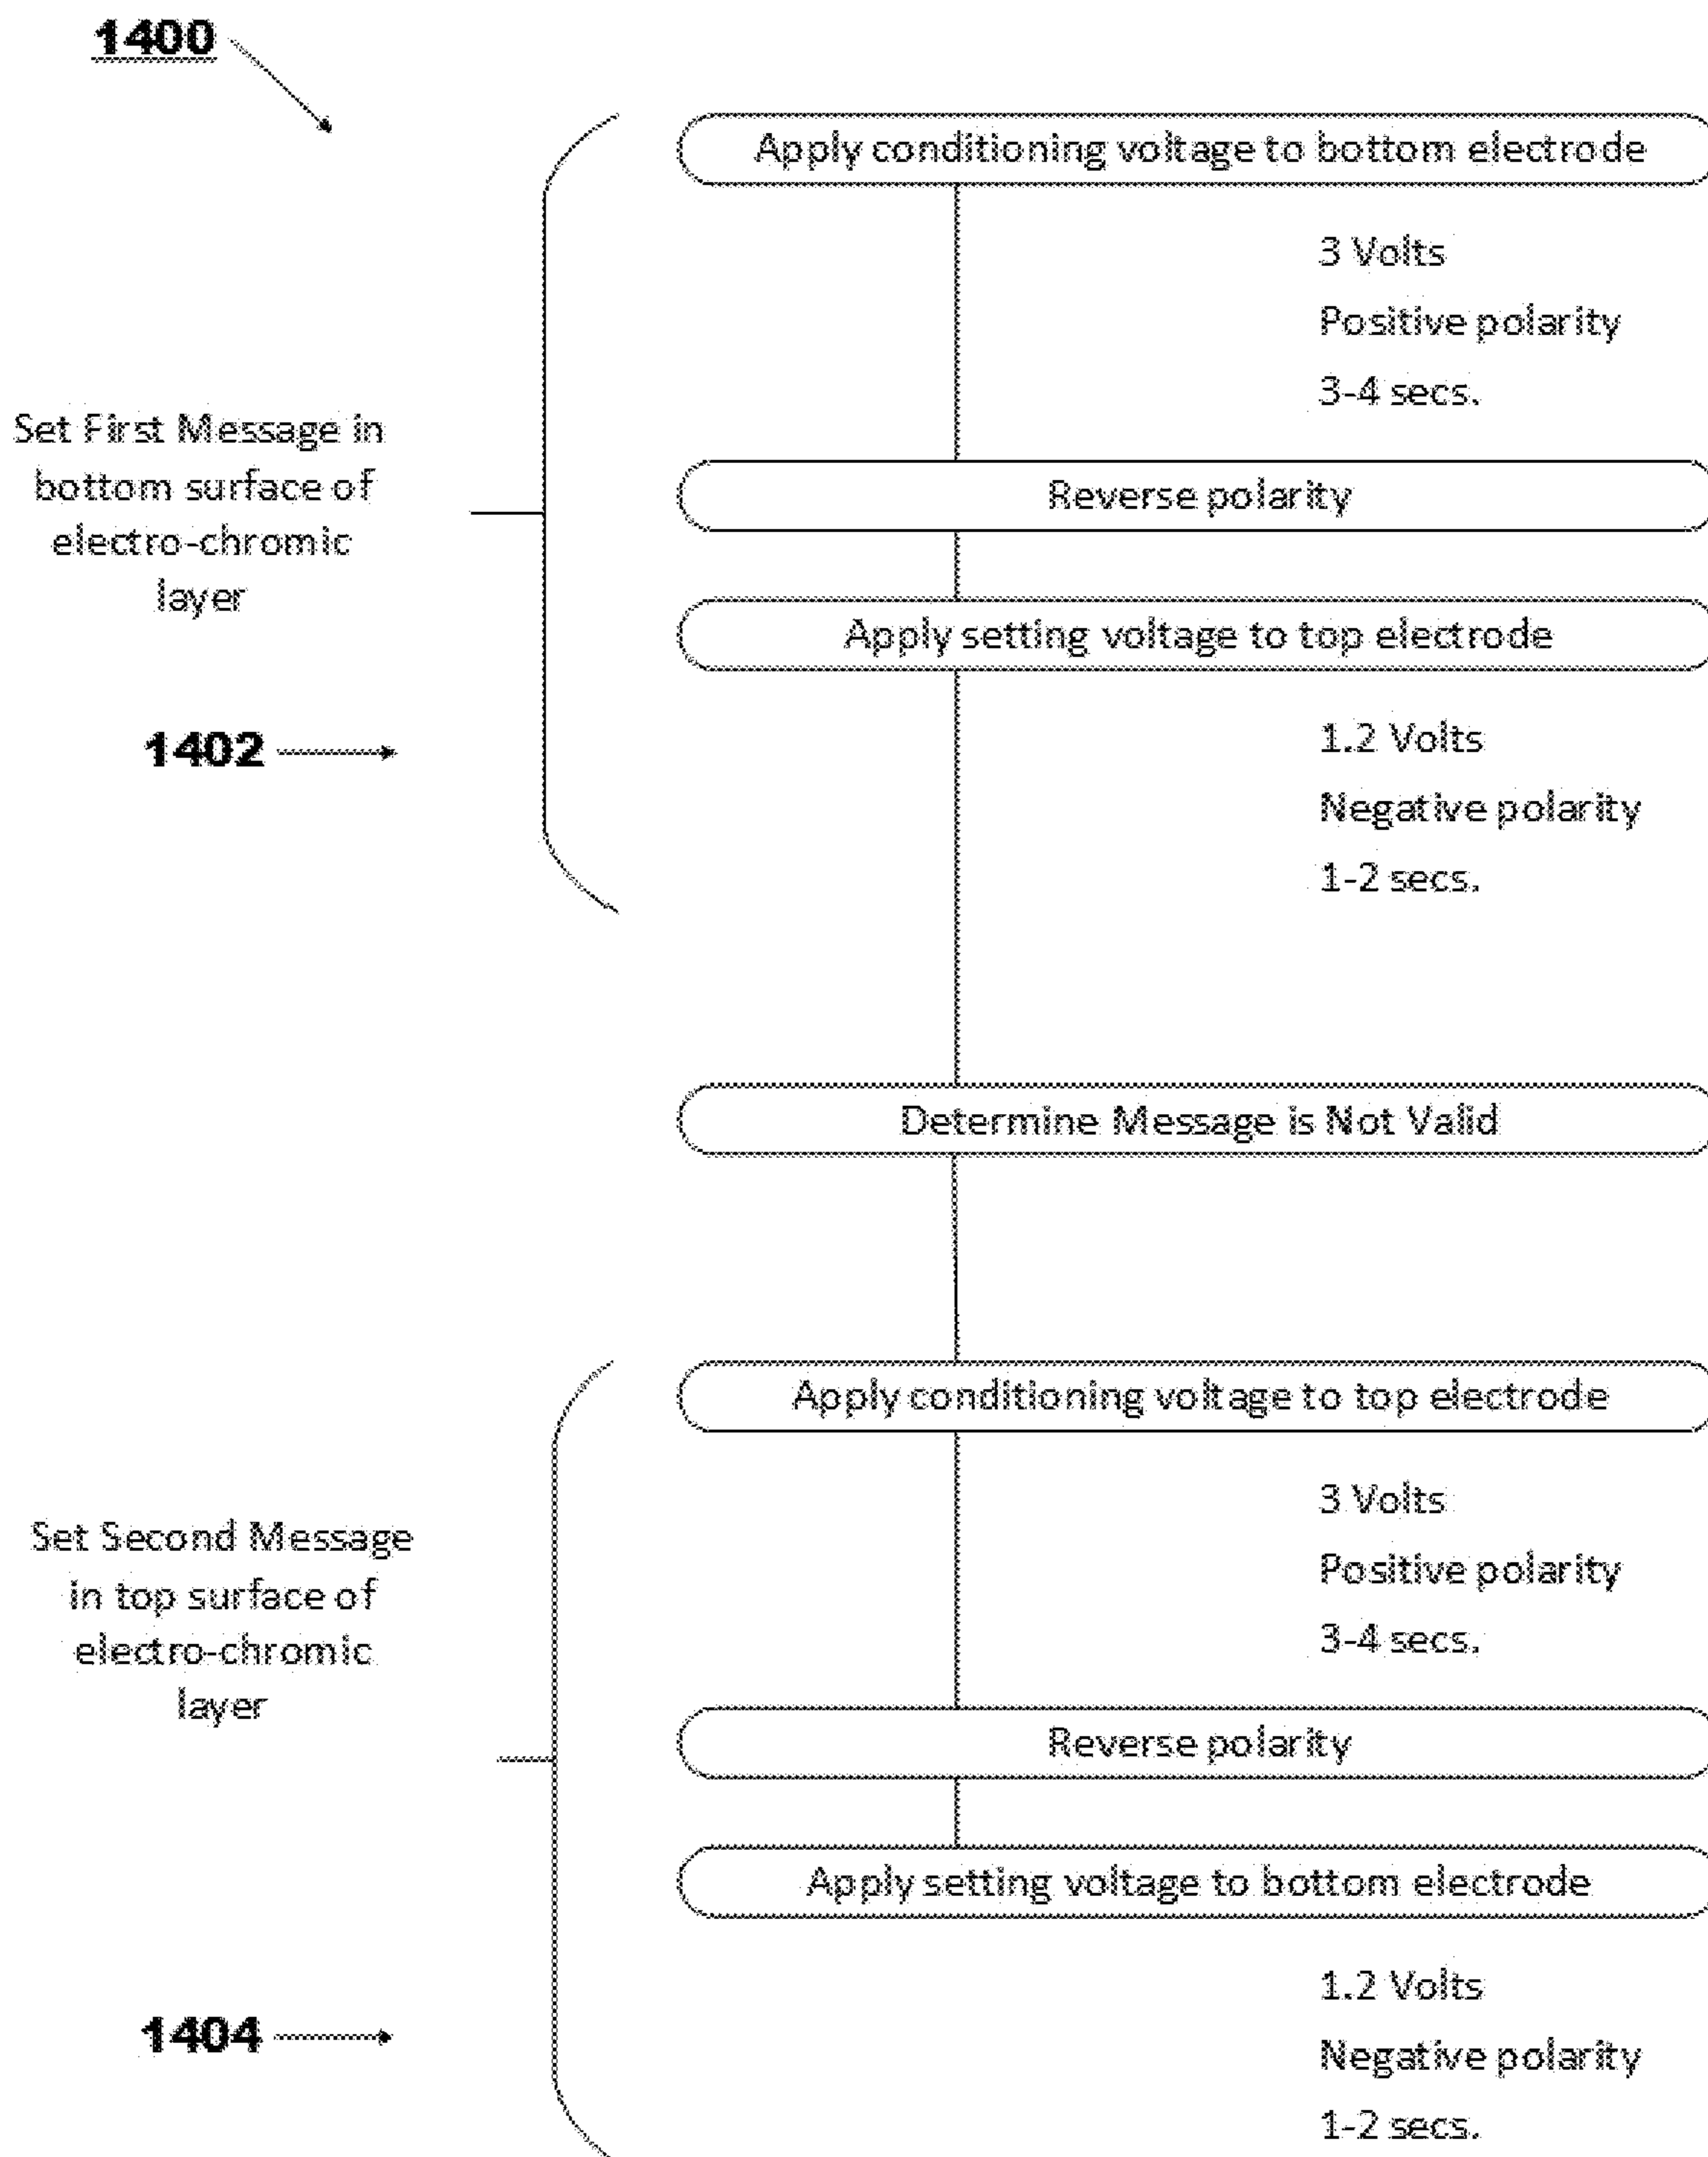 1400
Apply conditioning voltage to bottom electrode
3 Volts
Positive polarity
3-4 secs.
Set First Message in
bottom surface of
electro-chromic
layer
Reverse polarity
Apply setting voltage to top electrode
1402
1.2 Volts
Negative polarity
1-2 secs.
Determine Message is Not Valid
Apply conditioning voltage to top electrode
3 Volts
Positive polarity
3-4 secs.
Set Second Message
in top surface of
electro-chromic
layer
Reverse polarity
Apply setting voltage to bottom electrode
1404
1.2 Volts
Negative polarity
1-2 secs.